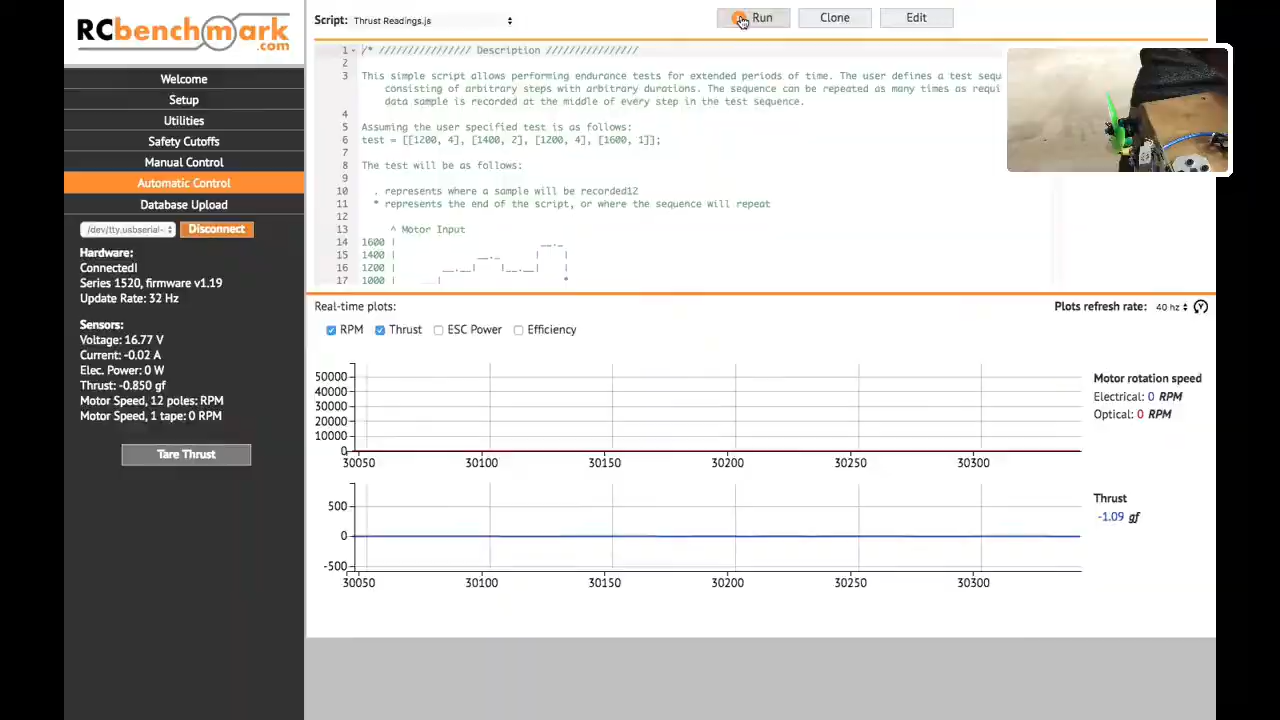 RCbenchmark
.com
Script: Thrust Readings.js
Run
Clone
Edit
Welcome
Setup
Utilities
Safety Cutoffs
Manual Control
Automatic Control
Database Upload
/dev/tty.usbserial-
Disconnect
Hardware:
Connected!
Series 1520, firmware v1.19
Update Rate: 32 Hz
Sensors:
Voltage: 16.77 V
Current: -0.02 A
Elec. Power: 0 W
Thrust: -0.850 gf
Motor Speed, 12 poles: RPM
Motor Speed, 1 tape: 0 RPM
Tare Thrust
1 /* //////////////// Description ////////////////
2
3 This simple script allows performing endurance tests for extended periods of time. The user defines a test sequ
consisting of arbitrary steps with arbitrary durations. The sequence can be repeated as many times as requi
data sample is recorded at the middle of every step in the test sequence.
4
5 Assuming the user specified test is as follows:
6 test = [[1200, 4], [1400, 2], [1200, 4], [1600, 1]];
7
8 The test will be as follows:
9
10 . represents where a sample will be recorded12
11 * represents the end of the script, or where the sequence will repeat
12
13 ^ Motor Input
14 1600 | __._
15 1400 | __._ | |
16 1200 | __.__| |__.__| |
17 1000 | ___| *
Real-time plots:
Plots refresh rate: 40 hz
RPM Thrust ESC Power Efficiency
50000
40000
30000
20000
10000
0
30050 30100 30150 30200 30250 30300
Motor rotation speed
Electrical: 0 RPM
Optical: 0 RPM
500
0
-500
30050 30100 30150 30200 30250 30300
Thrust
-1.09 gf